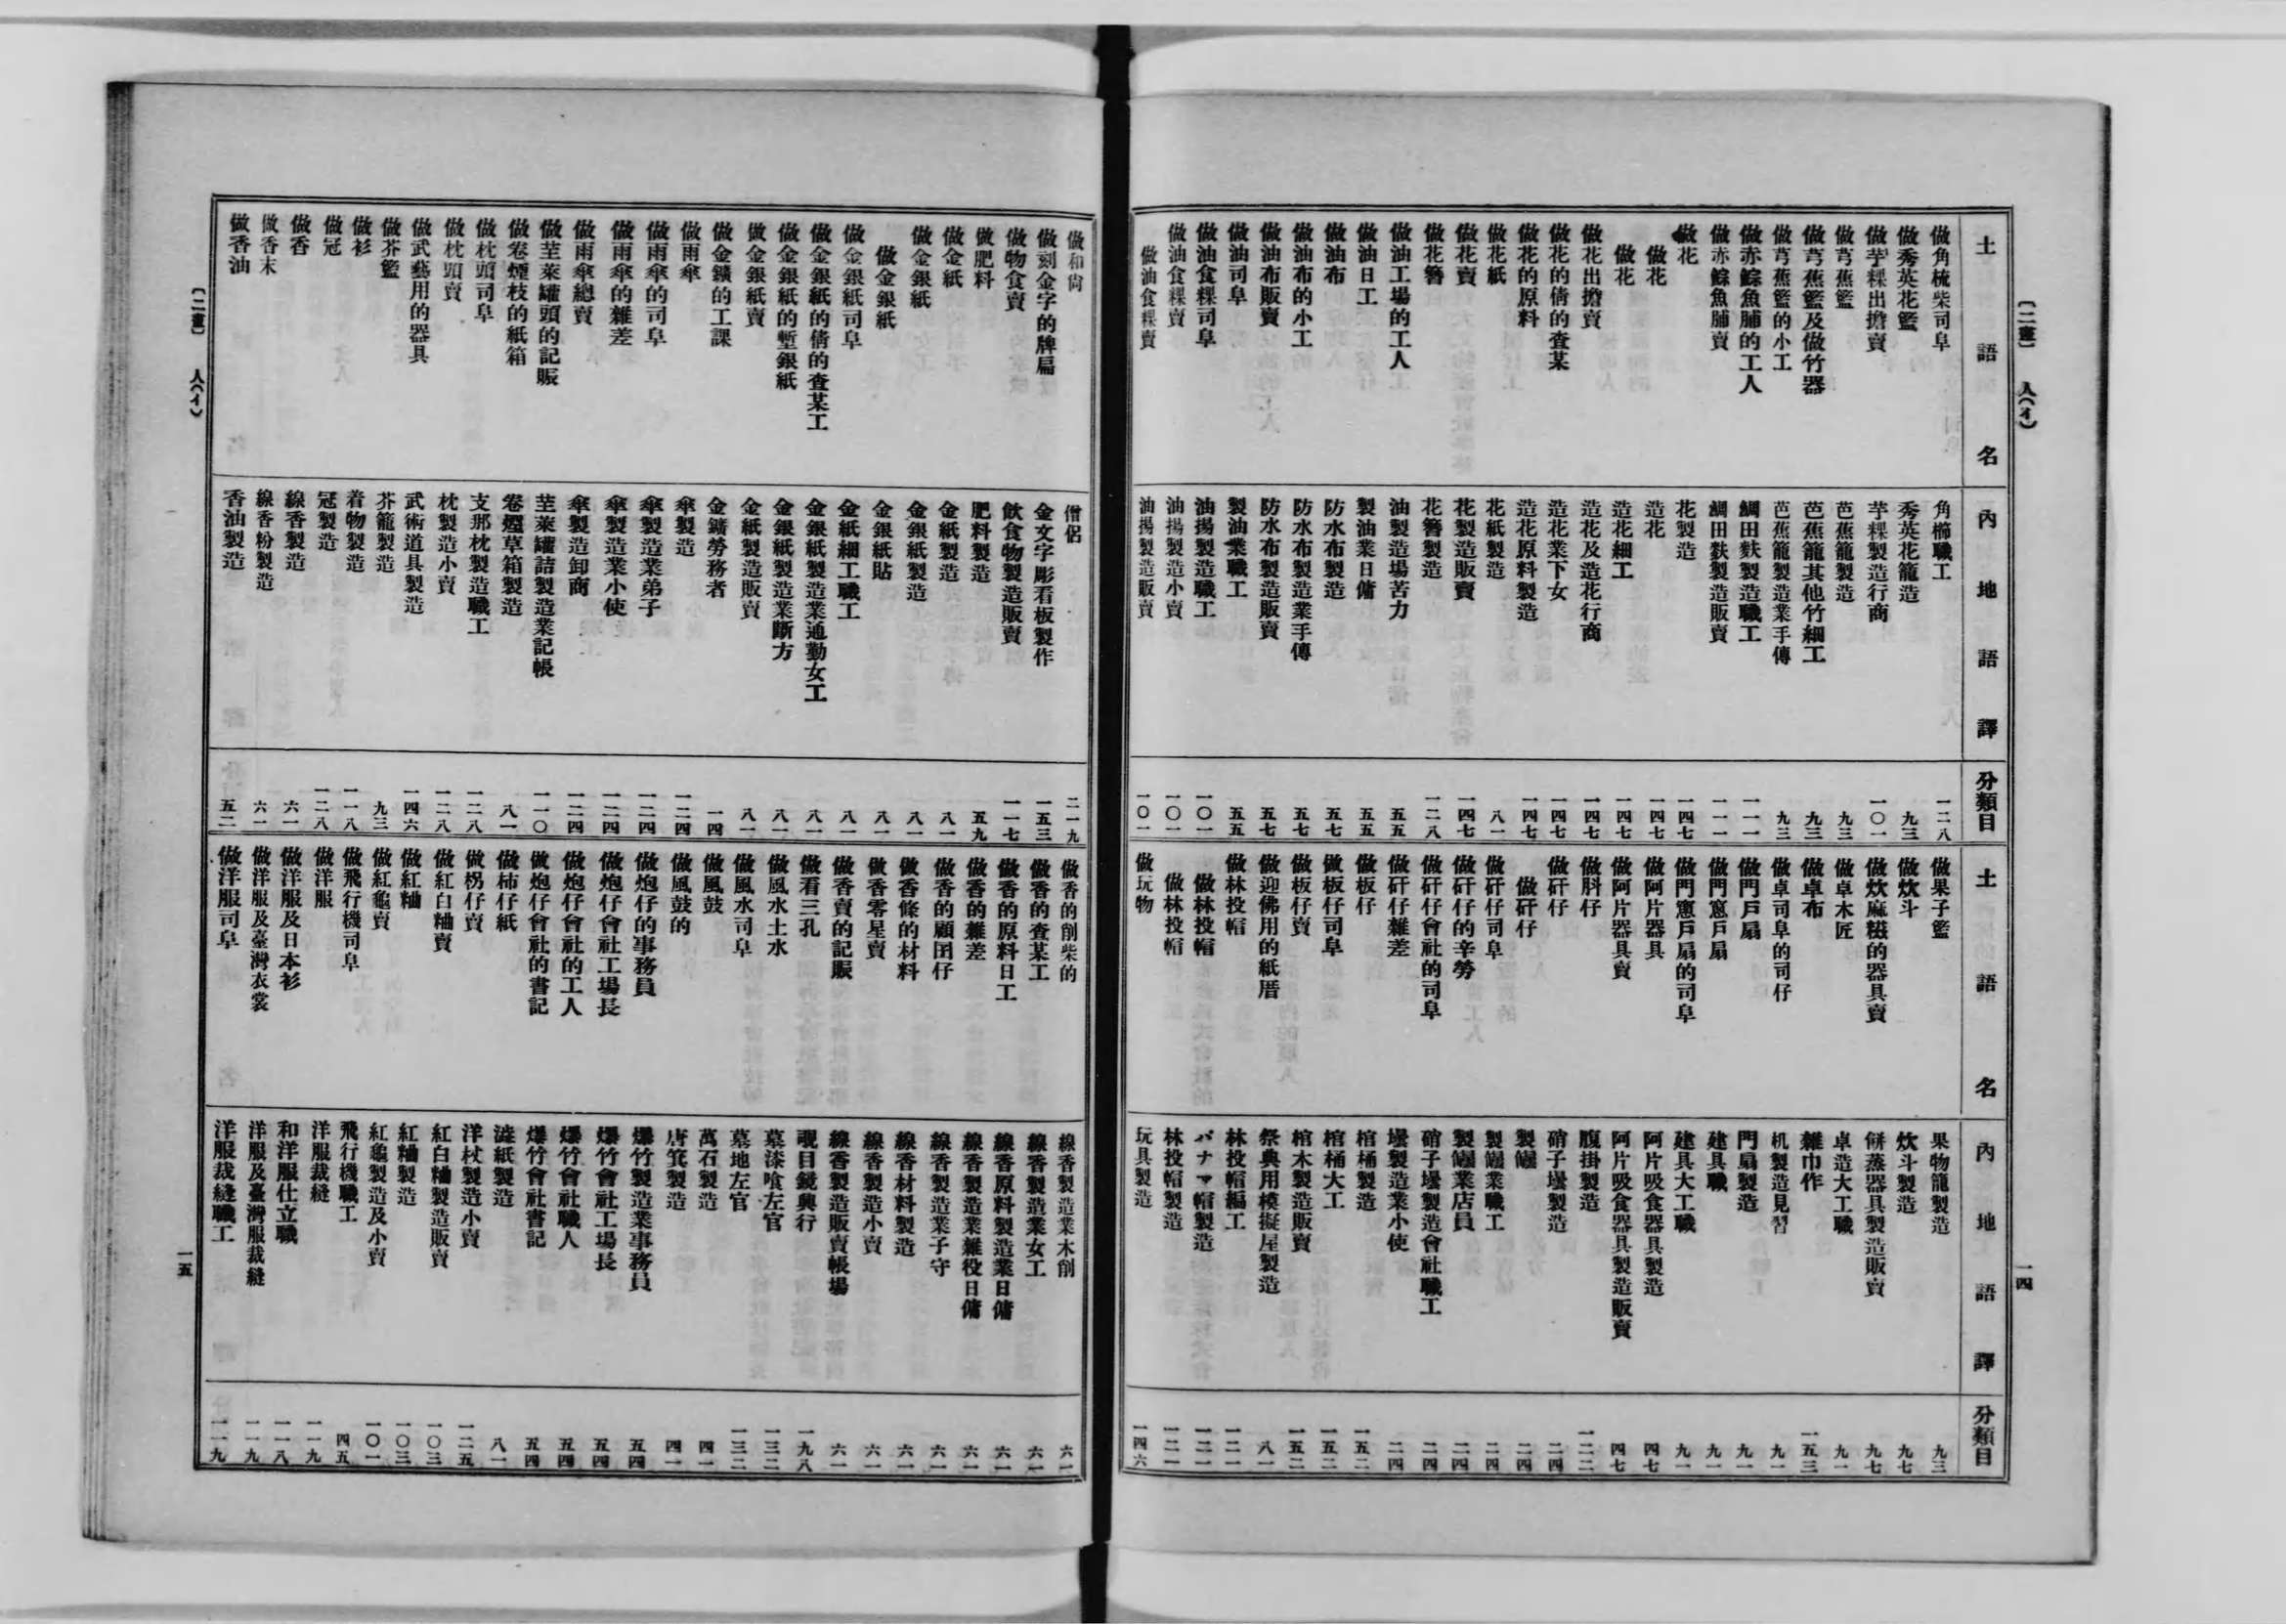 〔二畫〕 人(イ)
一四
土語名 內地語譯 分類目
做角梳柴司阜 角櫛職工 一二八
做秀英花籃 秀英花籠造 九三
做芋粿出擔賣 芋粿製造行商 一〇一
做芎蕉籃 芭蕉籠製造 九三
做芎蕉籃及做竹器 芭蕉籠其他竹細工 九三
做芎蕉籃的小工 芭蕉籠製造業手傳 九三
做赤鯮魚脯的工人 鯛田麩製造職工 一一一
做赤鯮魚脯賣 鯛田麩製造販賣 一一一
做花 花製造 一四七
做花 造花 一四七
做花 造花細工 一四七
做花出擔賣 造花及造花行商 一四七
做花的倩的査某 造花業下女 一四七
做花的原料 造花原料製造 一四七
做花紙 花紙製造 八一
做花賣 花製造販賣 一四七
做花簪 花簪製造 一二八
做油工場的工人 油製造場苦力 五五
做油日工 製油業日傭 五五
做油布 防水布製造 五七
做油布的小工 防水布製造業手傳 五七
做油布販賣 防水布製造販賣 五七
做油司阜 製油業職工 五五
做油食粿司阜 油揚製造職工 一〇一
做油食粿賣 油揚製造小賣 一〇一
做油食粿賣 油揚製造販賣 一〇一
土語名 內地語譯 分類目
做果子籃 果物籠製造 九三
做炊斗 炊斗製造 九七
做炊麻糍的器具賣 餅蒸器具製造販賣 九七
做卓木匠 卓造大工職 九一
做卓布 雜巾作 一五三
做卓司阜的司仔 机製造見習 九一
做門戶扇 門扇製造 九一
做門窓戶扇 建具職 九一
做門窓戶扇的司阜 建具大工職 九一
做阿片器具 阿片吸食器具製造 四七
做阿片器具賣 阿片吸食器具製造販賣 四七
做肚仔 腹掛製造 一二二
做矸仔 硝子壜製造 二四
做矸仔 製罎 二四
做矸仔司阜 製罎業職工 二四
做矸仔的辛勞 製罎業店員 二四
做矸仔會社的司阜 硝子壜製造會社職工 二四
做矸仔雜差 壜製造業小使 二四
做板仔 棺桶製造 一五二
做板仔司阜 棺桶大工 一五二
做板仔賣 棺木製造販賣 一五二
做迎佛用的紙厝 祭典用模擬屋製造 八一
做林投帽 林投帽編工 一二一
做林投帽 パナマ帽製造 一二一
做林投帽 林投帽製造 一二一
做玩物 玩具製造 一四六
〔二畫〕 人(イ)
一五
做和尙 僧侶 二一九
做刻金字的牌扁 金文字彫看板製作 一五三
做物食賣 飮食物製造販賣 一一七
做肥料 肥料製造 五九
做金紙 金紙製造 八一
做金銀紙 金銀紙製造 八一
做金銀紙 金銀紙貼 八一
做金銀紙司阜 金紙細工職工 八一
做金銀紙的倩的査某工 金銀紙製造業通勤女工 八一
做金銀紙的塹銀紙 金銀紙製造業斷方 八一
做金銀紙賣 金紙製造販賣 八一
做金鑛的工課 金鑛勞務者 一四
做雨傘 傘製造 一二四
做雨傘的司阜 傘製造業弟子 一二四
做雨傘的雜差 傘製造業小使 一二四
做雨傘總賣 傘製造卸商 一二四
做荎萊罐頭的記賬 荎萊罐詰製造業記帳 一一〇
做卷煙枝的紙箱 卷煙草箱製造 八一
做枕頭司阜 支那枕製造職工 一二八
做枕頭賣 枕製造小賣 一二八
做武藝用的器具 武術道具製造 一四六
做芥籃 芥籠製造 九三
做衫 着物製造 一一八
做冠 冠製造 一二八
做香 線香製造 六一
做香末 線香粉製造 六一
做香油 香油製造 五二
做香的削柴的 線香製造業木削 六一
做香的査某工 線香製造業女工 六一
做香的原料日工 線香原料製造業日傭 六一
做香的雜差 線香製造業雜役日傭 六一
做香的顧囝仔 線香製造業子守 六一
做香條的材料 線香材料製造 六一
做香零星賣 線香製造小賣 六一
做香賣的記賬 線香製造販賣帳場 六一
做看三孔 覗目鏡興行 一九八
做風水土水 墓漆喰左官 一三二
做風水司阜 墓地左官 一三二
做風鼓 萬石製造 四一
做風鼓的 唐箕製造 四一
做炮仔的事務員 爆竹製造業事務員 五四
做炮仔會社工場長 爆竹會社工場長 五四
做炮仔會社的工人 爆竹會社職人 五四
做炮仔會社的書記 爆竹會社書記 五四
做柿仔紙 澁紙製造 八一
做枴仔賣 洋杖製造小賣 一二五
做紅白粬賣 紅白粬製造販賣 一〇三
做紅粬 紅粬製造 一〇三
做紅龜賣 紅龜製造及小賣 一〇一
做飛行機司阜 飛行機職工 四五
做洋服 洋服裁縫 一一九
做洋服及日本衫 和洋服仕立職 一一八
做洋服及臺灣衣裳 洋服及臺灣服裁縫 一一九
做洋服司阜 洋服裁縫職工 一一九